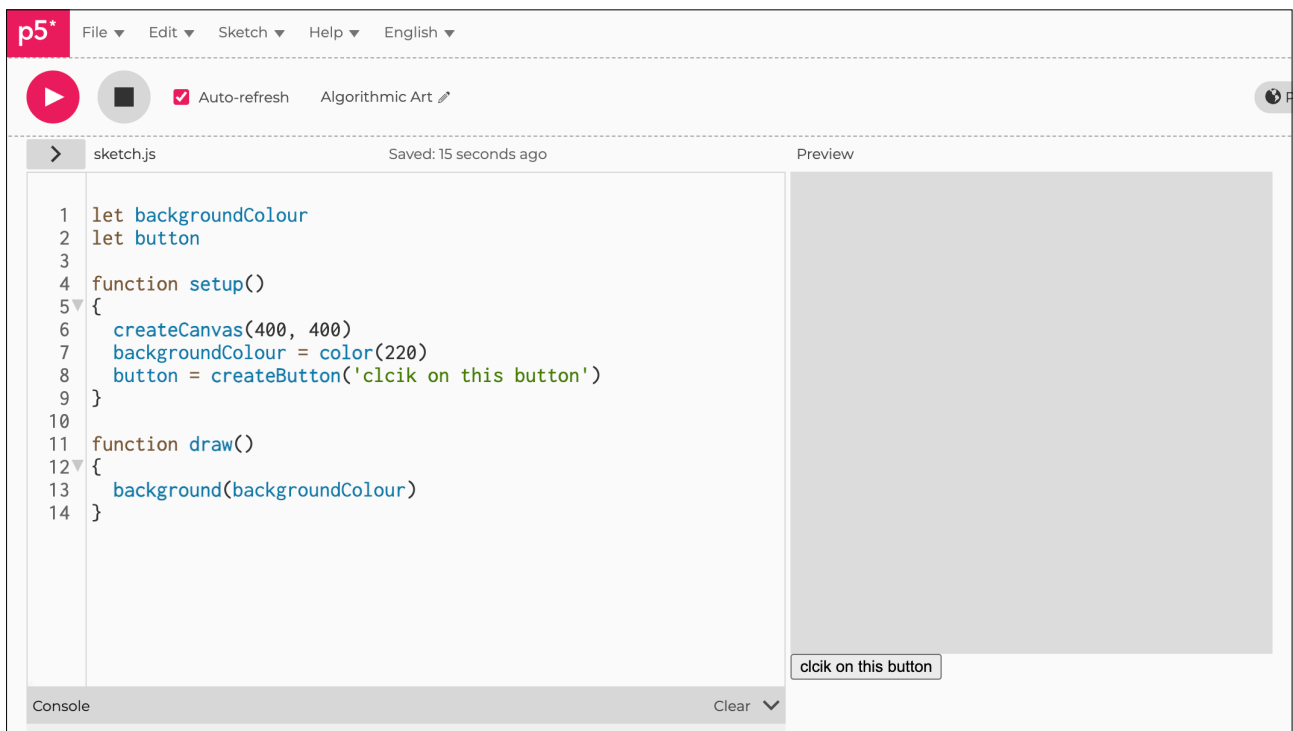 p5* File Edit Sketch Help English
Auto-refresh Algorithmic Art
sketch.js Saved: 15 seconds ago Preview
1 let backgroundColour
2 let button
3
4 function setup()
5 {
6 createCanvas(400, 400)
7 backgroundColour = color(220)
8 button = createButton('clcik on this button')
9 }
10
11 function draw()
12 {
13 background(backgroundColour)
14 }
clcik on this button
Console Clear